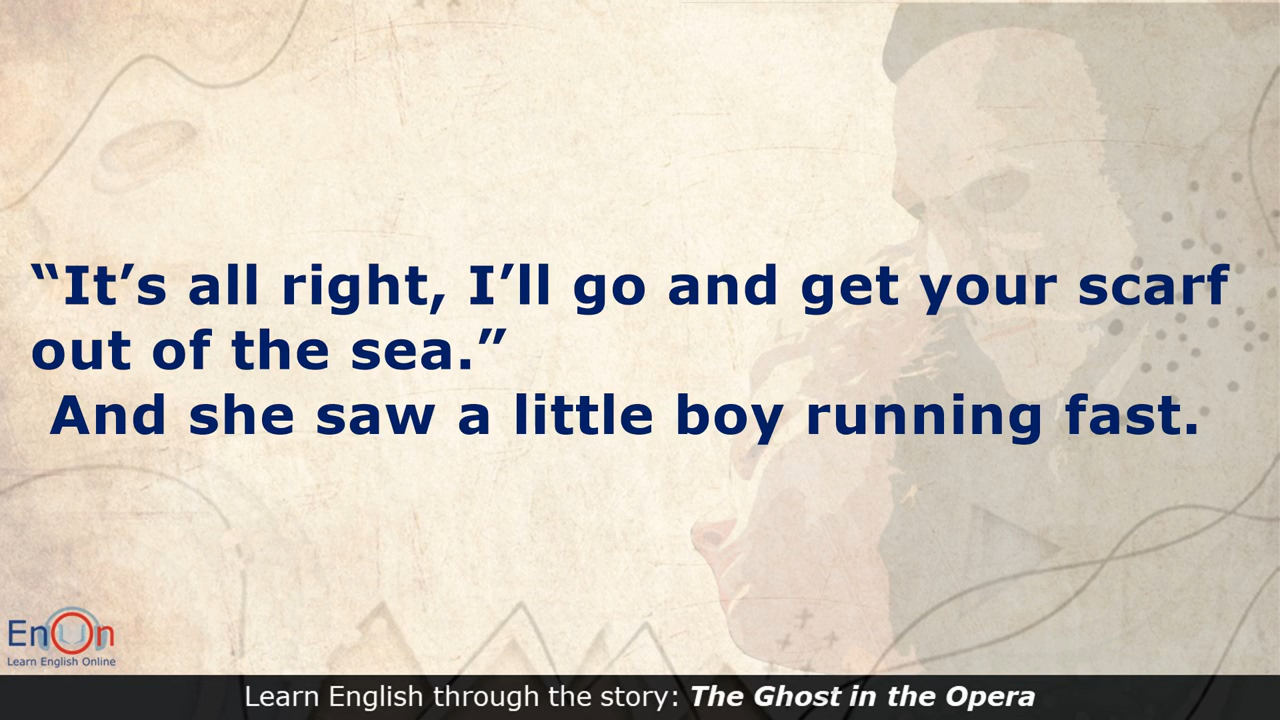 “It’s all right, I’ll go and get your scarf
out of the sea.”
And she saw a little boy running fast.
EnOn
Learn English Online
Learn English through the story: The Ghost in the Opera